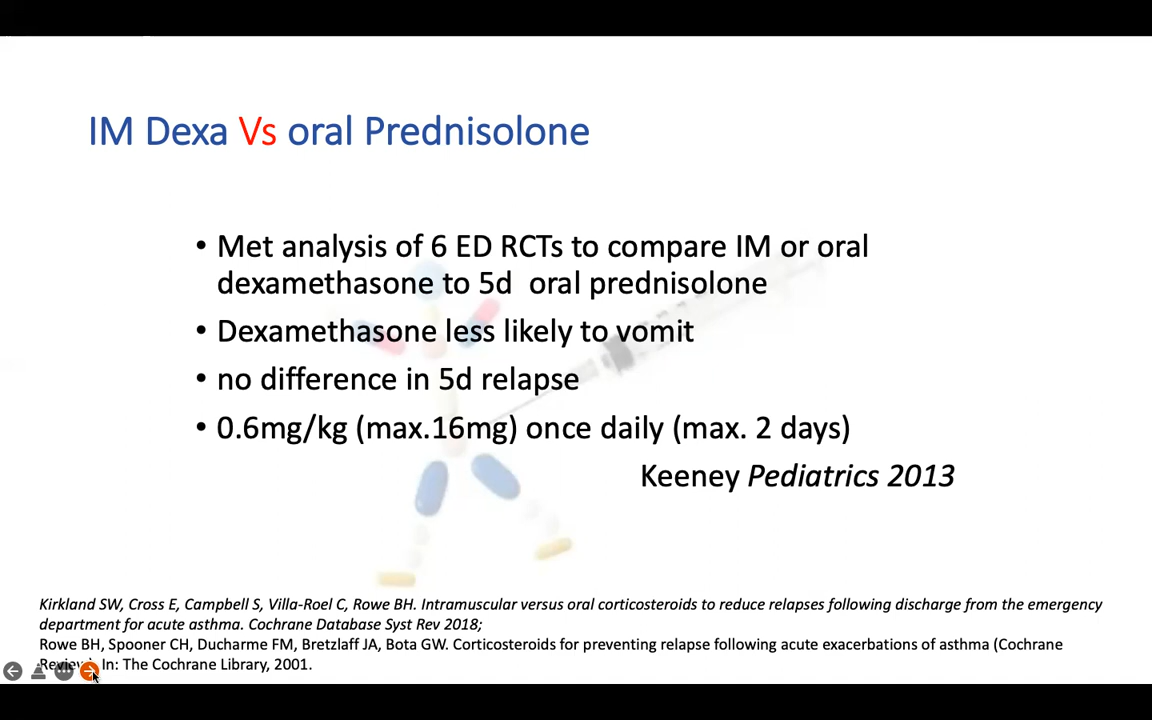 IM Dexa Vs oral Prednisolone
• Met analysis of 6 ED RCTs to compare IM or oral
dexamethasone to 5d oral prednisolone
• Dexamethasone less likely to vomit
• no difference in 5d relapse
• 0.6mg/kg (max.16mg) once daily (max. 2 days)
Keeney Pediatrics 2013
Kirkland SW, Cross E, Campbell S, Villa-Roel C, Rowe BH. Intramuscular versus oral corticosteroids to reduce relapses following discharge from the emergency
department for acute asthma. Cochrane Database Syst Rev 2018;
Rowe BH, Spooner CH, Ducharme FM, Bretzlaff JA, Bota GW. Corticosteroids for preventing relapse following acute exacerbations of asthma (Cochrane
In: The Cochrane Library, 2001.